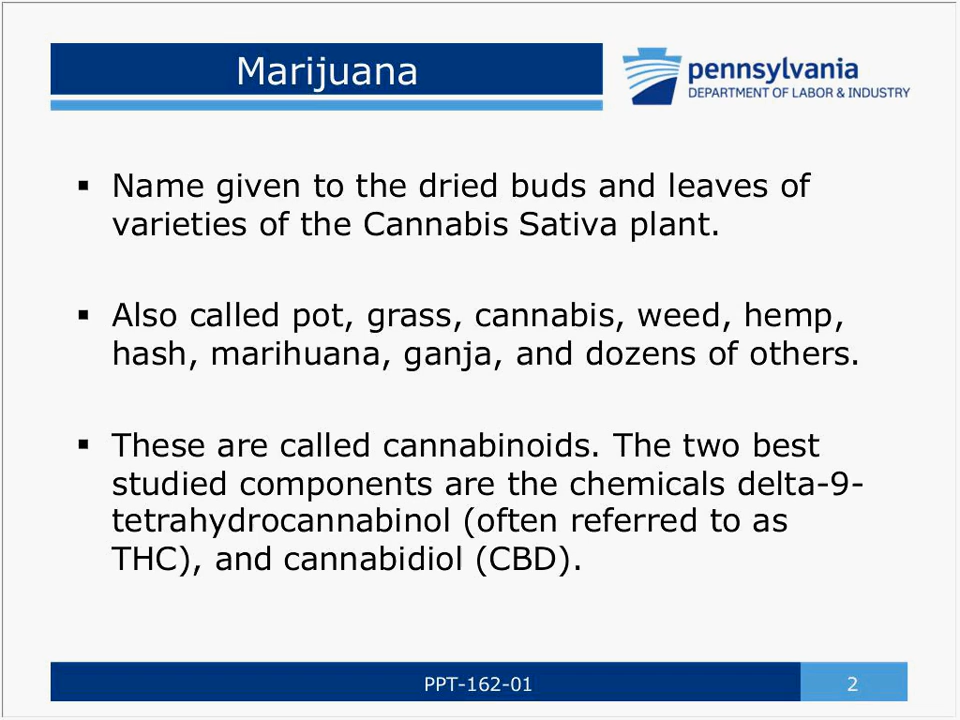 Marijuana
pennsylvania
DEPARTMENT OF LABOR & INDUSTRY
▪ Name given to the dried buds and leaves of
varieties of the Cannabis Sativa plant.
▪ Also called pot, grass, cannabis, weed, hemp,
hash, marihuana, ganja, and dozens of others.
▪ These are called cannabinoids. The two best
studied components are the chemicals delta-9-
tetrahydrocannabinol (often referred to as
THC), and cannabidiol (CBD).
PPT-162-01
2